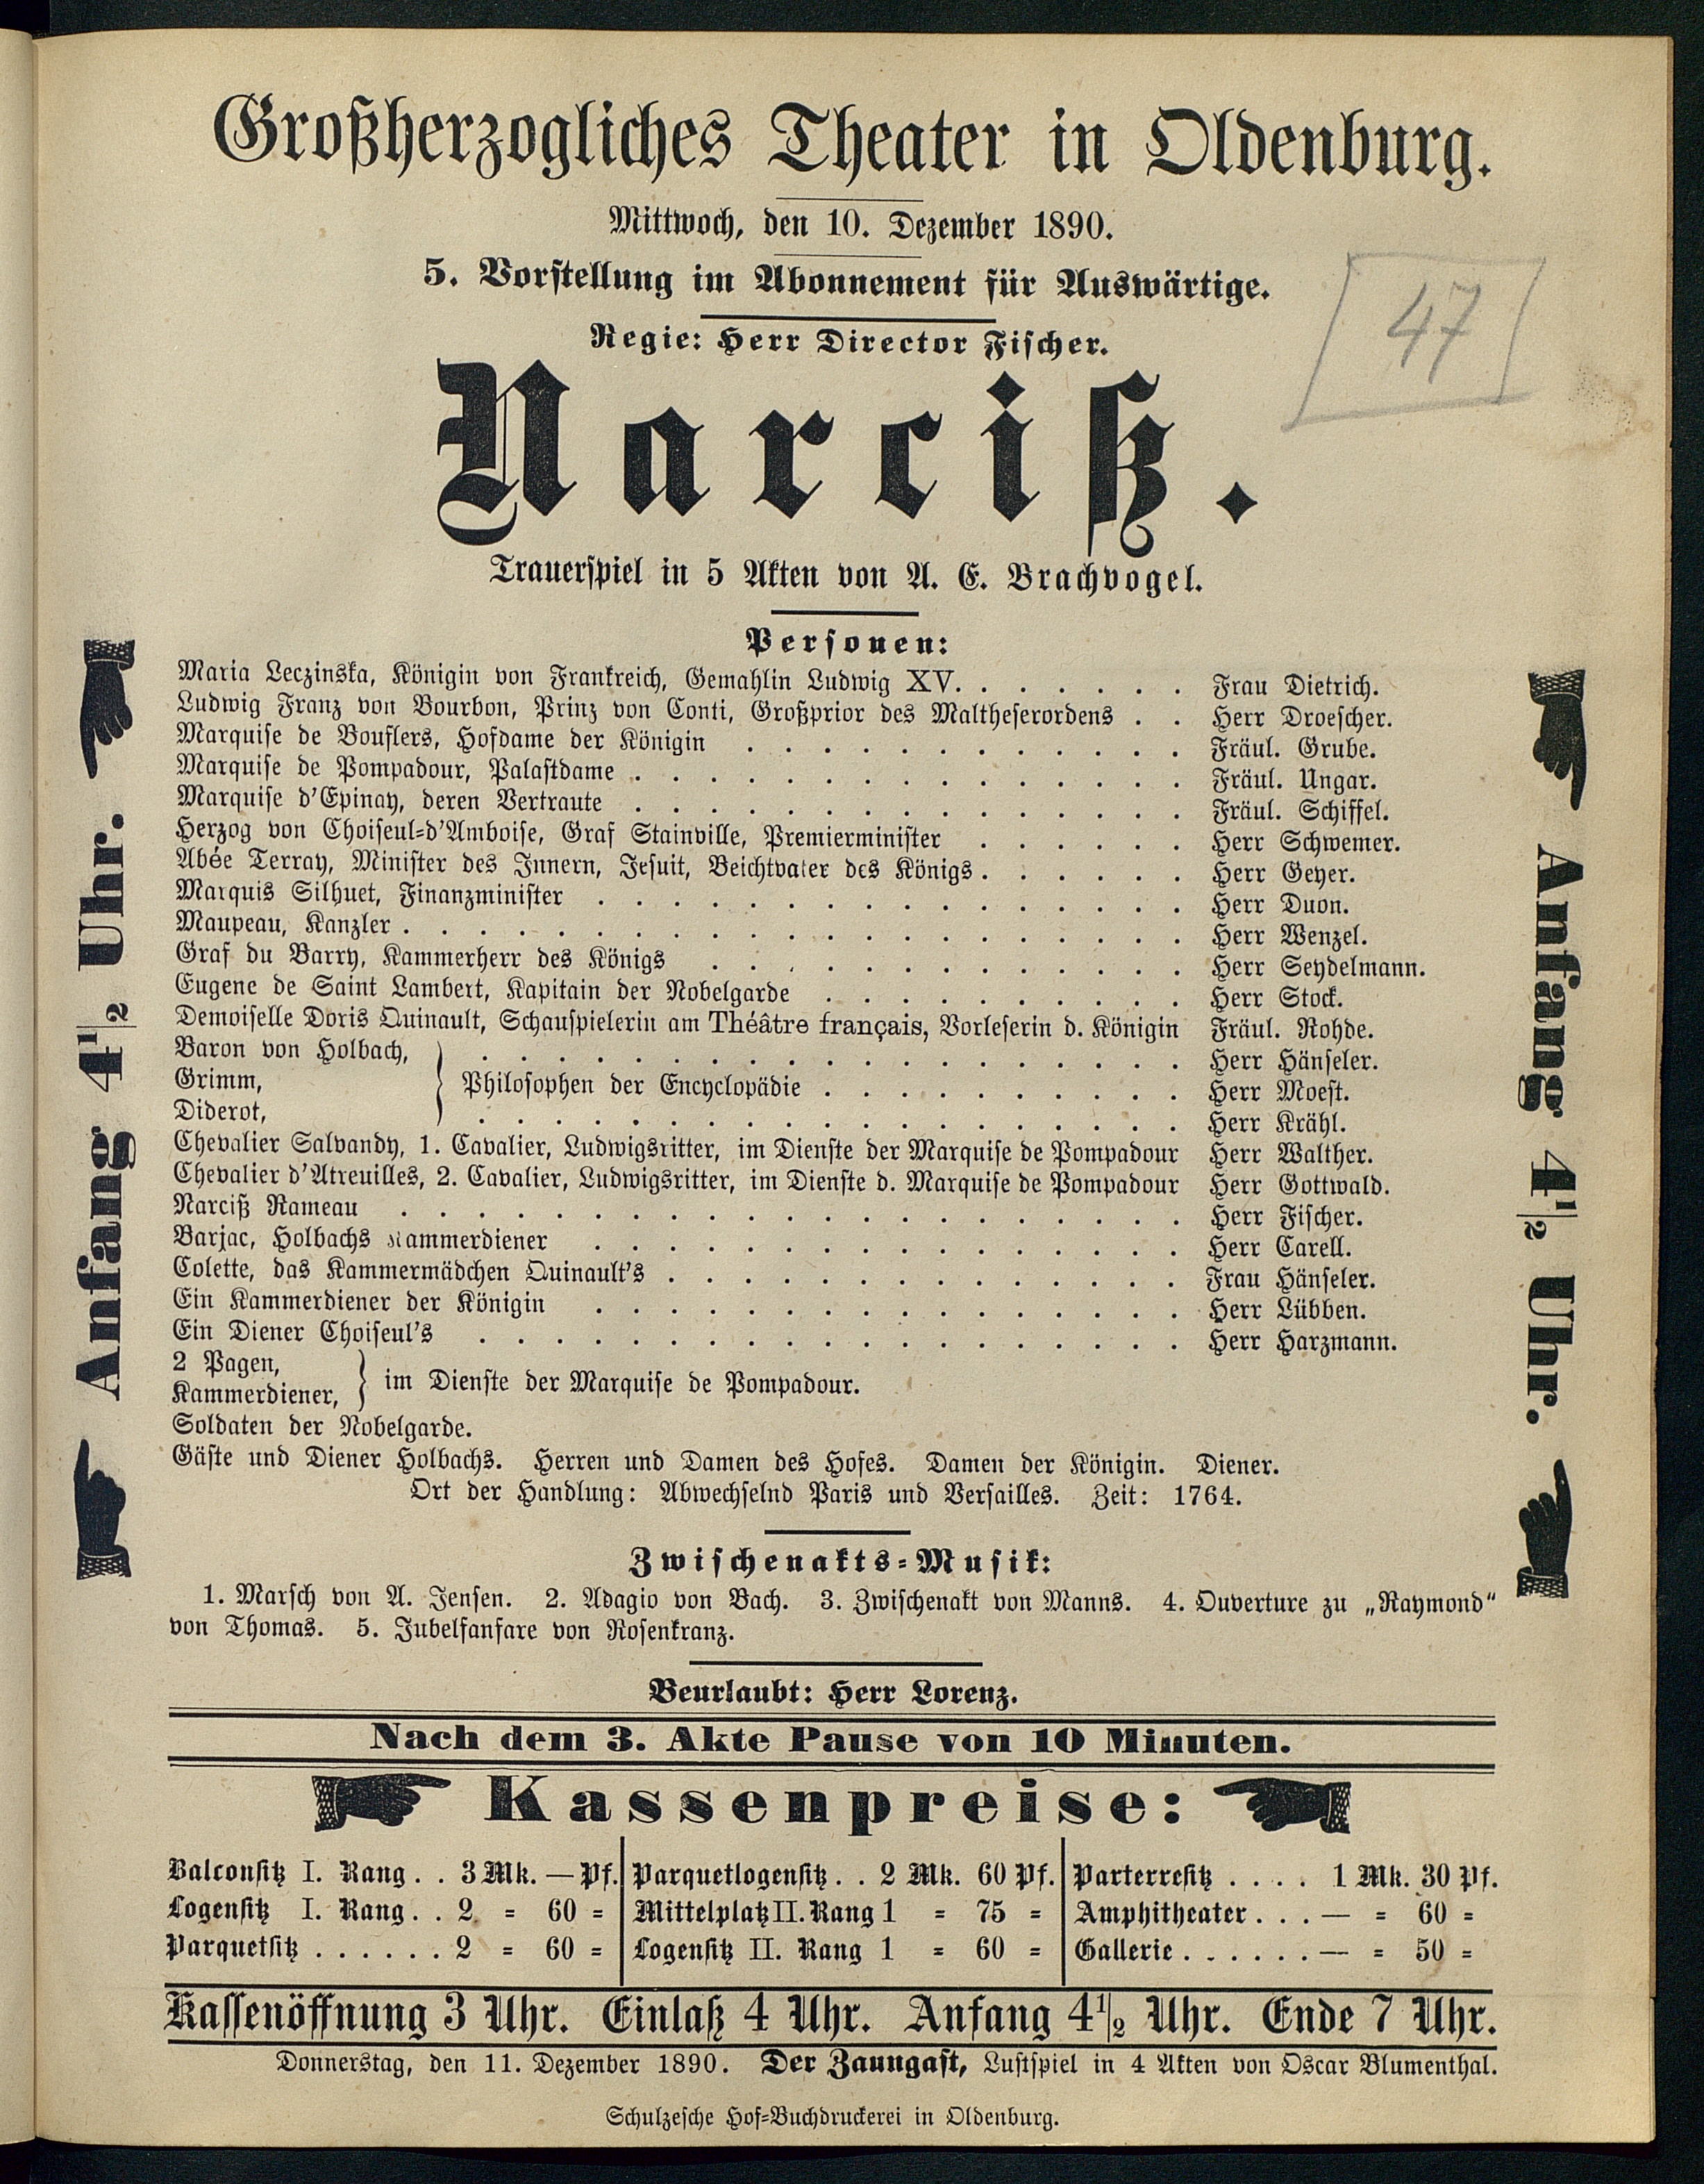 Großherzogliches Theater in Oldenburg.
Mittwoch, den 10. Dezember 1890.
5. Vorstellung im Abonnement für Auswärtige.
47
Regie: Herr Director Fischer.
Narciß.
Trauerspiel in 5 Akten von A. E. Brachvogel.
Personen:
Maria Leczinska, Königin von Frankreich, Gemahlin Ludwig XV. . . . . . . Frau Dietrich.
Ludwig Franz von Bourbon, Prinz von Conti, Großprior des Maltheserordens . . Herr Droescher.
Marquise de Bouflers, Hofdame der Königin . . . . . . . . . . . . Fräul. Grube.
Marquise de Pompadour, Palastdame . . . . . . . . . . . . . . . Fräul. Ungar.
Marquise d'Epinay, deren Vertraute . . . . . . . . . . . . . . . Fräul. Schiffel.
Herzog von Choiseul-d'Amboise, Graf Stainville, Premierminister . . . . . . Herr Schwemer.
Abée Terray, Minister des Innern, Jesuit, Beichtvater des Königs . . . . . . Herr Geyer.
Marquis Silhuet, Finanzminister . . . . . . . . . . . . . . . . Herr Duon.
Maupeau, Kanzler . . . . . . . . . . . . . . . . . . . . . Herr Wenzel.
Graf du Barry, Kammerherr des Königs . . . . . . . . . . . . . Herr Seydelmann.
Eugene de Saint Lambert, Kapitain der Nobelgarde . . . . . . . . . . Herr Stock.
Demoiselle Doris Quinault, Schauspielerin am Théâtre français, Vorleserin d. Königin Fräul. Rohde.
Baron von Holbach, . . . . . . . . . . . . . . . . . . . Herr Hänseler.
Grimm, } Philosophen der Encyclopädie . . . . . . . . . . Herr Moest.
Diderot, . . . . . . . . . . . . . . . . . . . Herr Krähl.
Chevalier Salvandy, 1. Cavalier, Ludwigsritter, im Dienste der Marquise de Pompadour Herr Walther.
Chevalier d'Atreuilles, 2. Cavalier, Ludwigsritter, im Dienste d. Marquise de Pompadour Herr Gottwald.
Narciß Rameau . . . . . . . . . . . . . . . . . . . . . Herr Fischer.
Barjac, Holbachs Kammerdiener . . . . . . . . . . . . . . . . Herr Carell.
Colette, das Kammermädchen Quinault's . . . . . . . . . . . . . . Frau Hänseler.
Ein Kammerdiener der Königin . . . . . . . . . . . . . . . . Herr Lübben.
Ein Diener Choiseul's . . . . . . . . . . . . . . . . . . . Herr Harzmann.
2 Pagen,
Kammerdiener, } im Dienste der Marquise de Pompadour.
Soldaten der Nobelgarde.
Gäste und Diener Holbachs. Herren und Damen des Hofes. Damen der Königin. Diener.
Ort der Handlung: Abwechselnd Paris und Versailles. Zeit: 1764.
Anfang 4½ Uhr.
Anfang 4½ Uhr.
Zwischenakts-Musik:
1. Marsch von A. Jensen. 2. Adagio von Bach. 3. Zwischenakt von Manns. 4. Ouverture zu „Raymond“
von Thomas. 5. Jubelfanfare von Rosenkranz.
Beurlaubt: Herr Lorenz.
Nach dem 3. Akte Pause von 10 Minuten.
Kassenpreise:
Balconsitz I. Rang . . 3 Mk. — Pf. Parquetlogensitz . . 2 Mk. 60 Pf. Parterresitz . . . . 1 Mk. 30 Pf.
Logensitz I. Rang . . 2 = 60 = Mittelplatz II. Rang 1 = 75 = Amphitheater . . . — = 60 =
Parquetsitz . . . . . . 2 = 60 = Logensitz II. Rang 1 = 60 = Gallerie . . . . . . — = 50 =
Kassenöffnung 3 Uhr. Einlaß 4 Uhr. Anfang 4½ Uhr. Ende 7 Uhr.
Donnerstag, den 11. Dezember 1890. Der Zaungast, Lustspiel in 4 Akten von Oscar Blumenthal.
Schulzesche Hof-Buchdruckerei in Oldenburg.